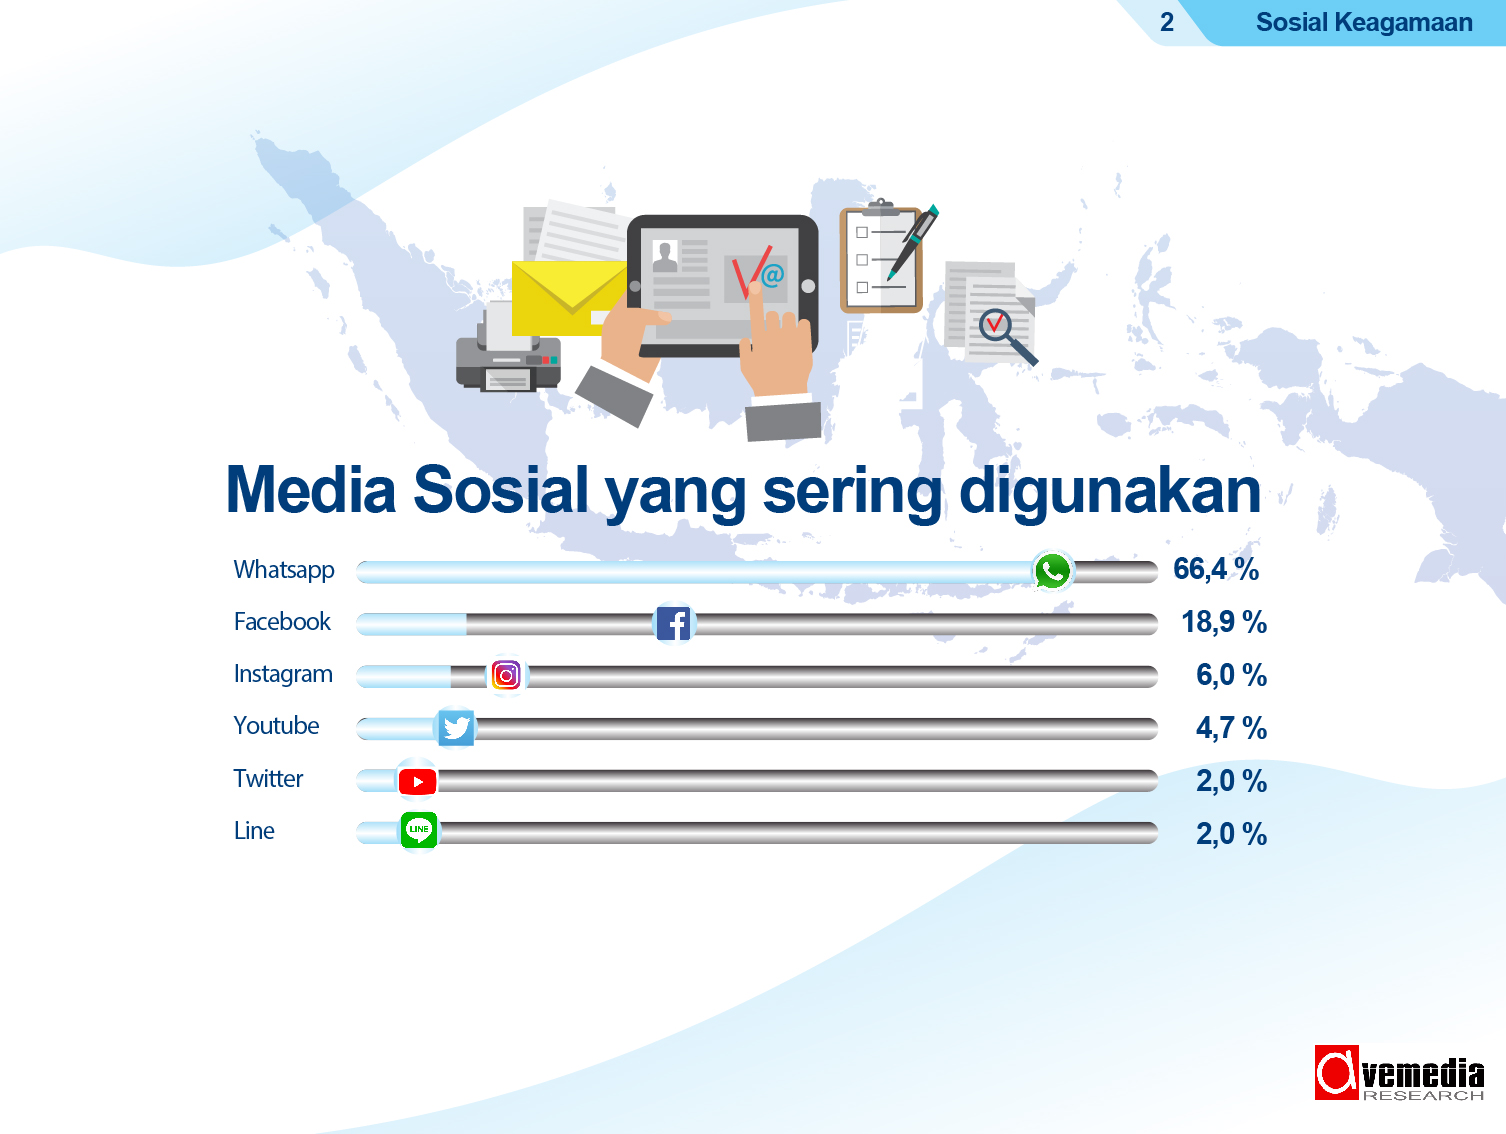 2 Sosial Keagamaan
@
Media Sosial yang sering digunakan
Whatsapp 66,4 %
Facebook 18,9 %
Instagram 6,0 %
Youtube 4,7 %
Twitter 2,0 %
LINE
Line 2,0 %
avemedia
RESEARCH